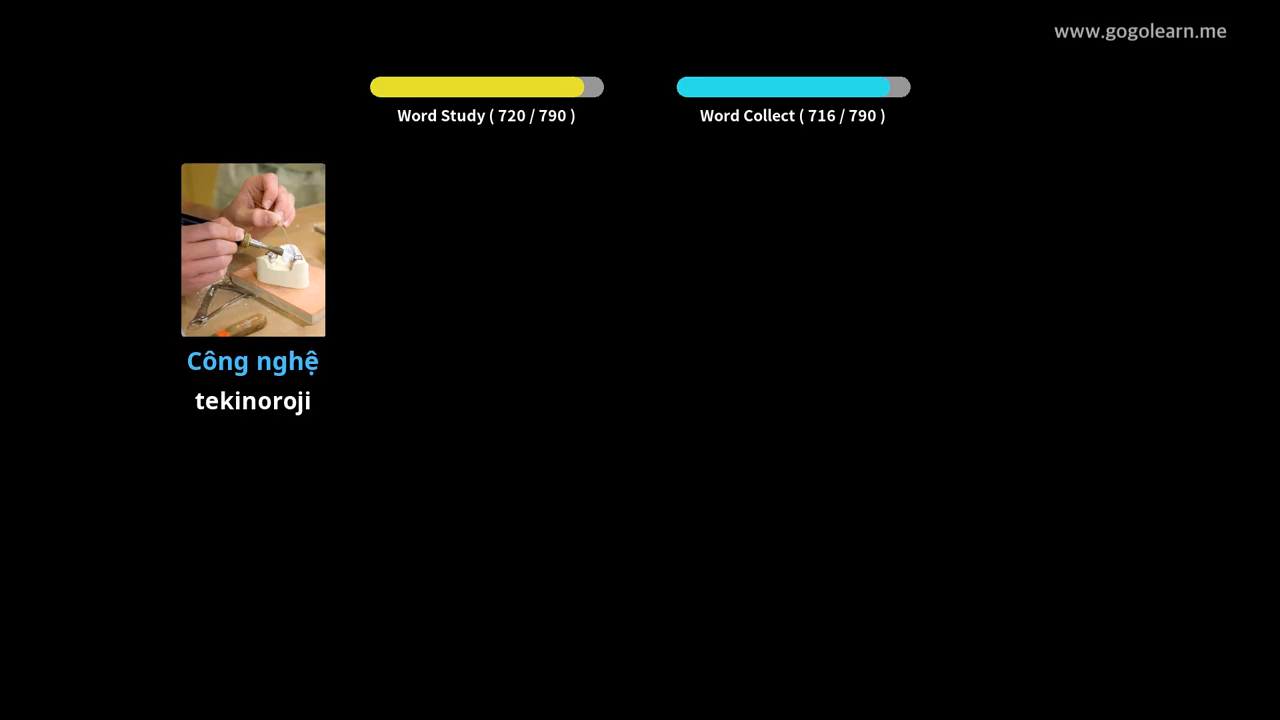 www.gogolearn.me
Word Study ( 720 / 790 )
Word Collect ( 716 / 790 )
Công nghệ
tekinoroji